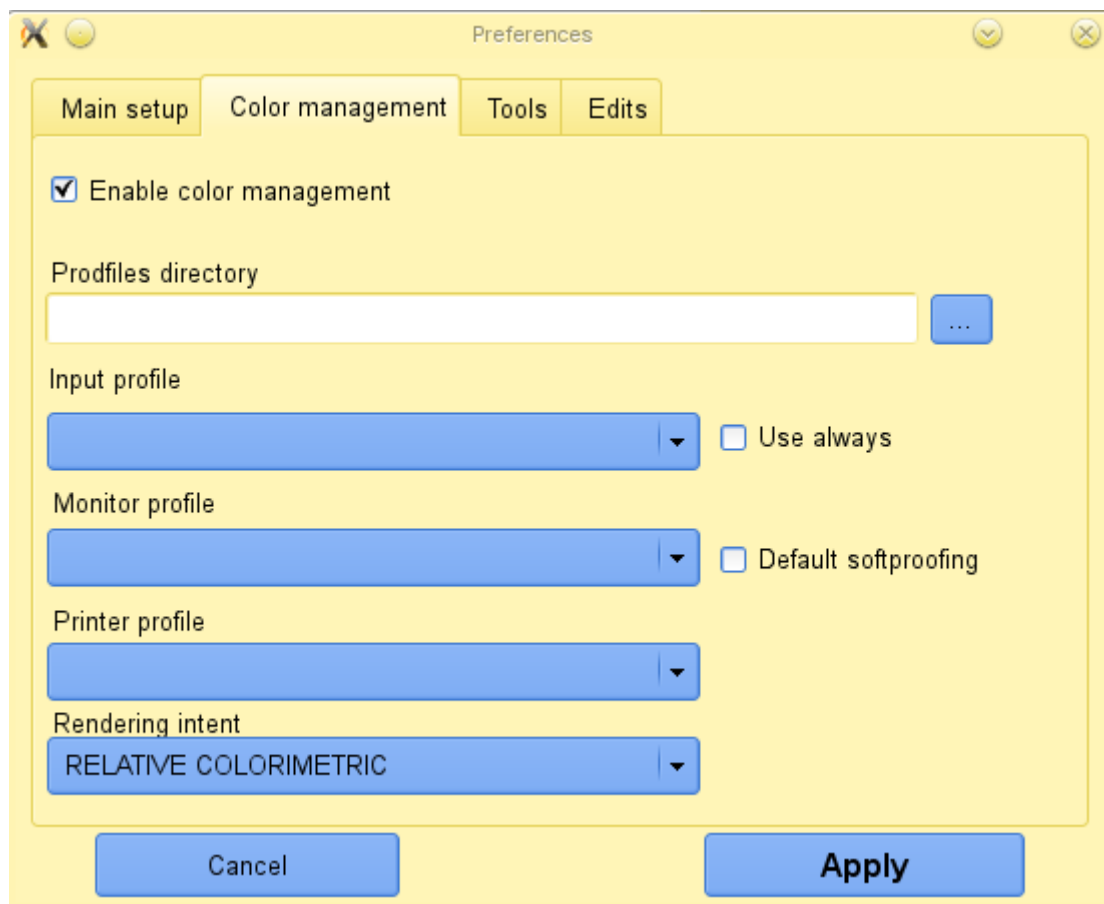 Preferences
Main setup Color management Tools Edits
Enable color management
Prodfiles directory
...
Input profile
Use always
Monitor profile
Default softproofing
Printer profile
Rendering intent
RELATIVE COLORIMETRIC
Cancel Apply